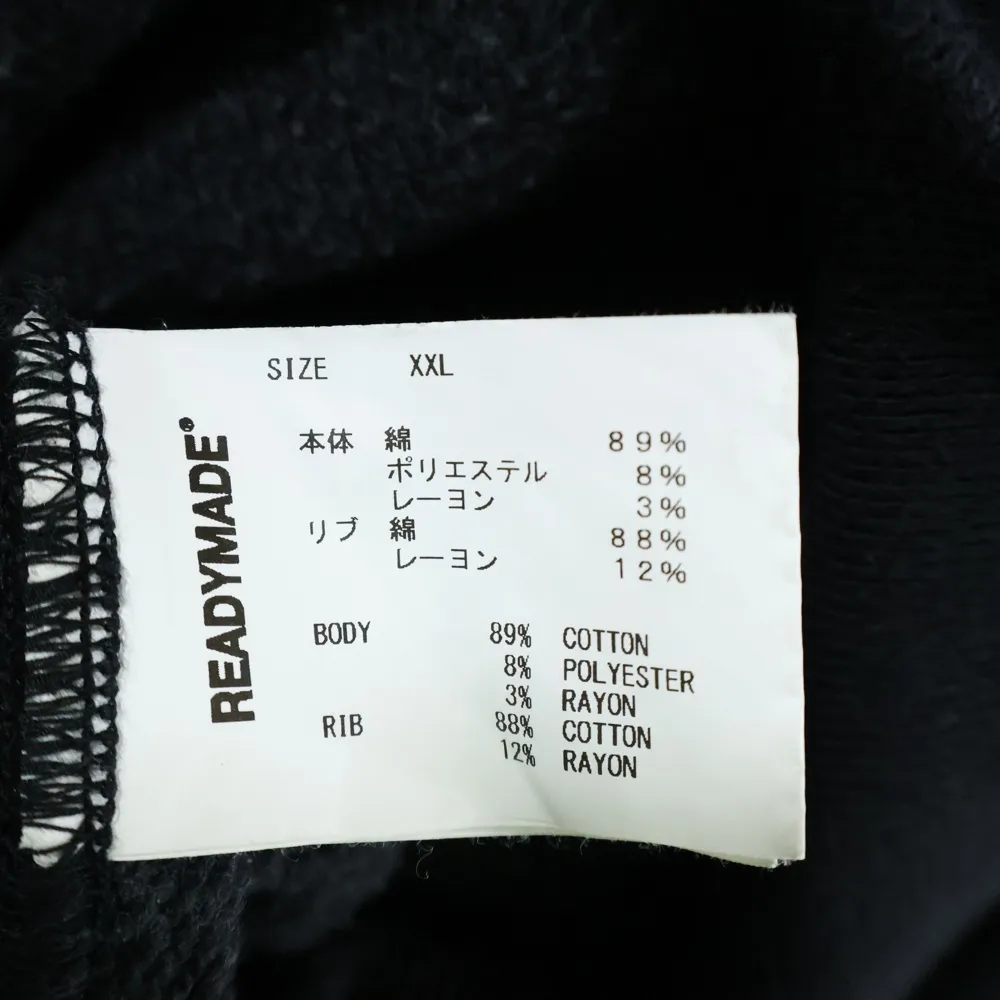 SIZE XXL
READYMADE®
本体 綿 89%
ポリエステル 8%
レーヨン 3%
リブ 綿 88%
レーヨン 12%
BODY 89% COTTON
8% POLYESTER
3% RAYON
RIB 88% COTTON
12% RAYON